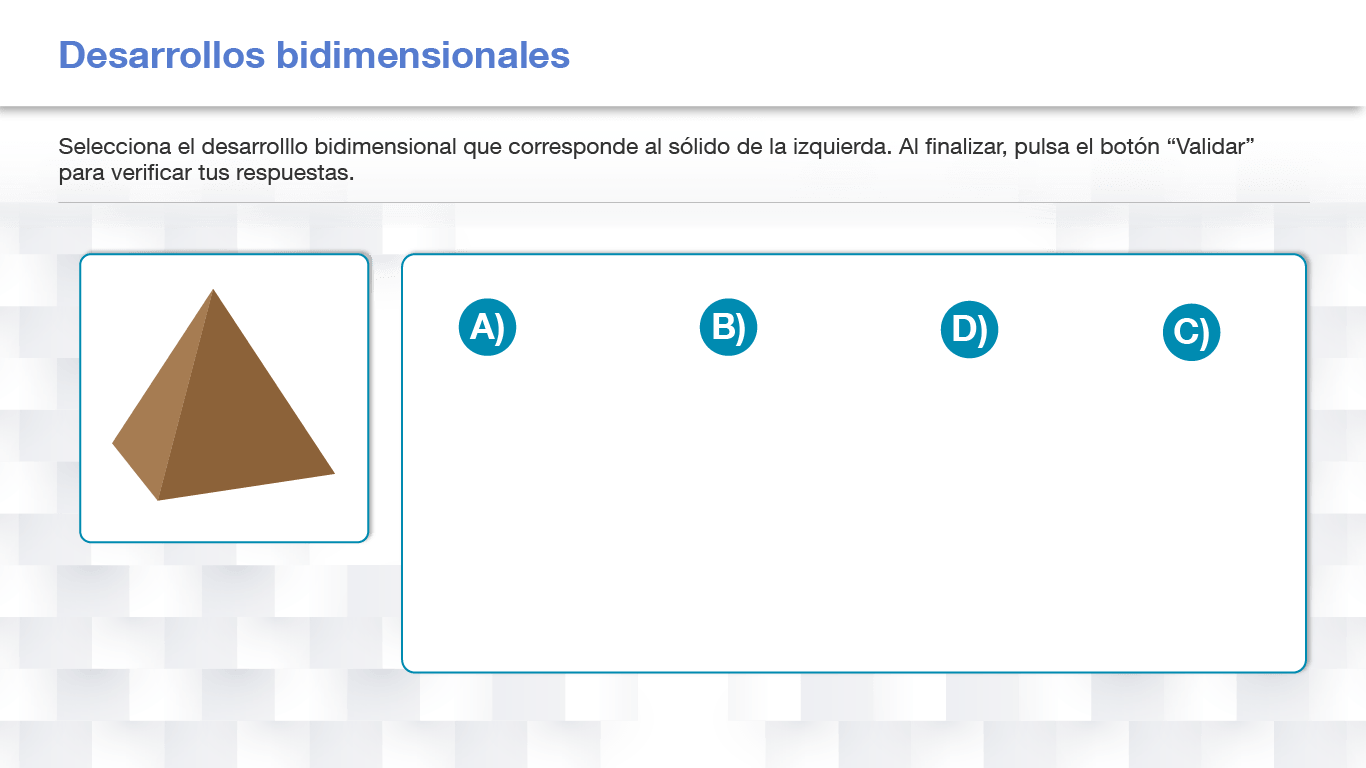 Desarrollos bidimensionales
Selecciona el desarrolllo bidimensional que corresponde al sólido de la izquierda. Al finalizar, pulsa el botón “Validar”
para verificar tus respuestas.
A)
B)
D)
C)